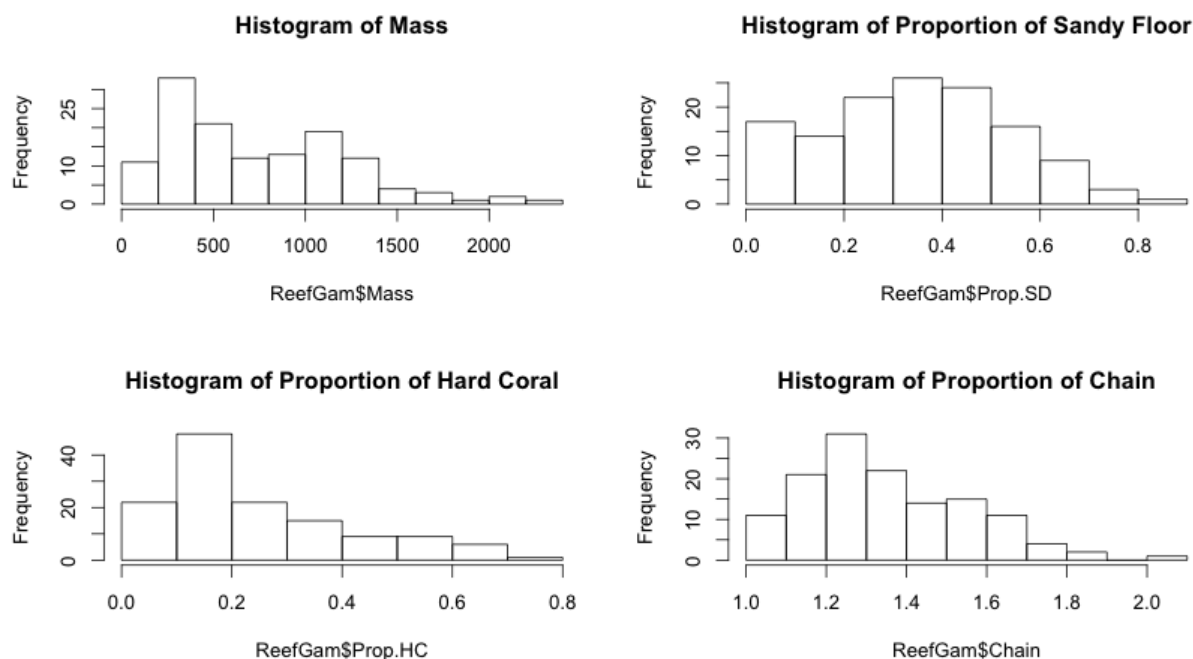 Histogram of Mass
Frequency
0
10
25
0
500
1000
1500
2000
ReefGam$Mass
Histogram of Proportion of Sandy Floor
Frequency
0
10
20
0.0
0.2
0.4
0.6
0.8
ReefGam$Prop.SD
Histogram of Proportion of Hard Coral
Frequency
0
20
40
0.0
0.2
0.4
0.6
0.8
ReefGam$Prop.HC
Histogram of Proportion of Chain
Frequency
0
10
20
30
1.0
1.2
1.4
1.6
1.8
2.0
ReefGam$Chain